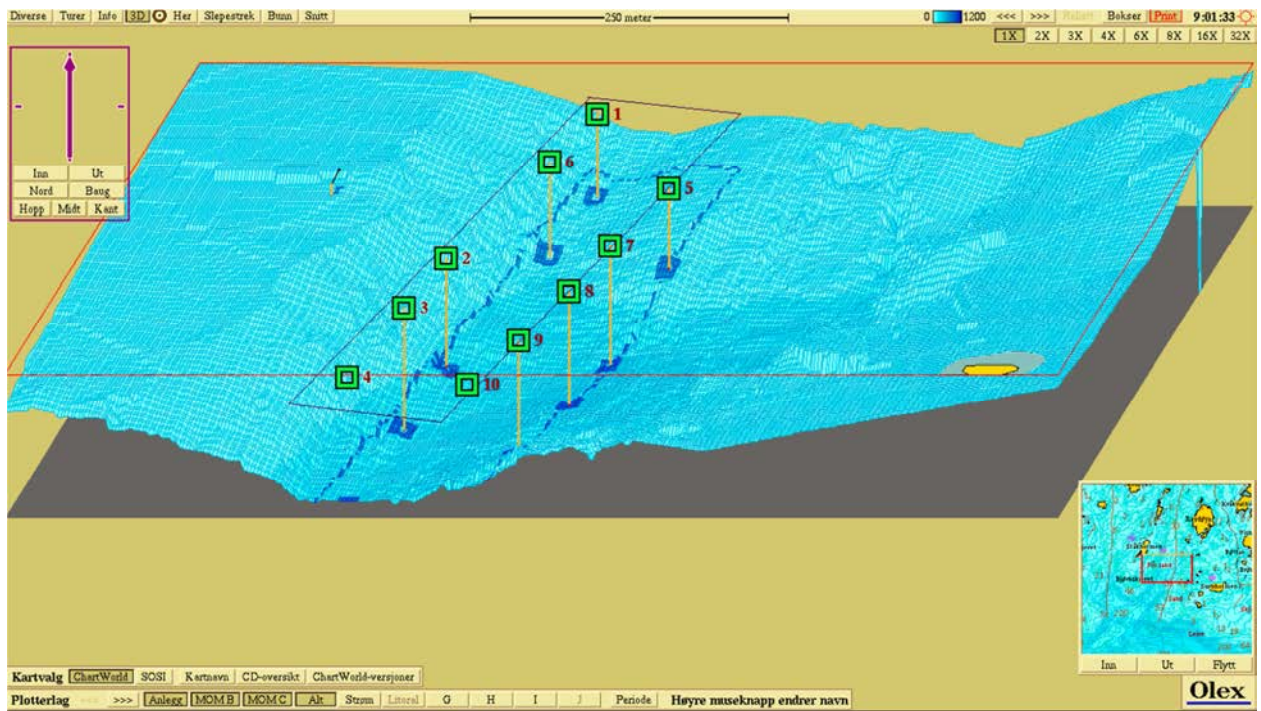 Diverse Turer Info 3D Her Slepestrek Bunn Snitt 250 meter 0 1200 <<< >>> Relieff Bokser Print 9:01:33
1X 2X 3X 4X 6X 8X 16X 32X
Inn Ut
Nord Baug
Hopp Midt Kant
1
6
5
7
2
8
3
9
4
10
Inn Ut Flytt
Kartvalg ChartWorld SOSI Kartnavn CD-oversikt ChartWorld-versjoner
Plotterlag <<< >>> Anlegg MOM B MOM C Alt Strøm Litoral G H I J Periode Høyre museknapp endrer navn
Olex